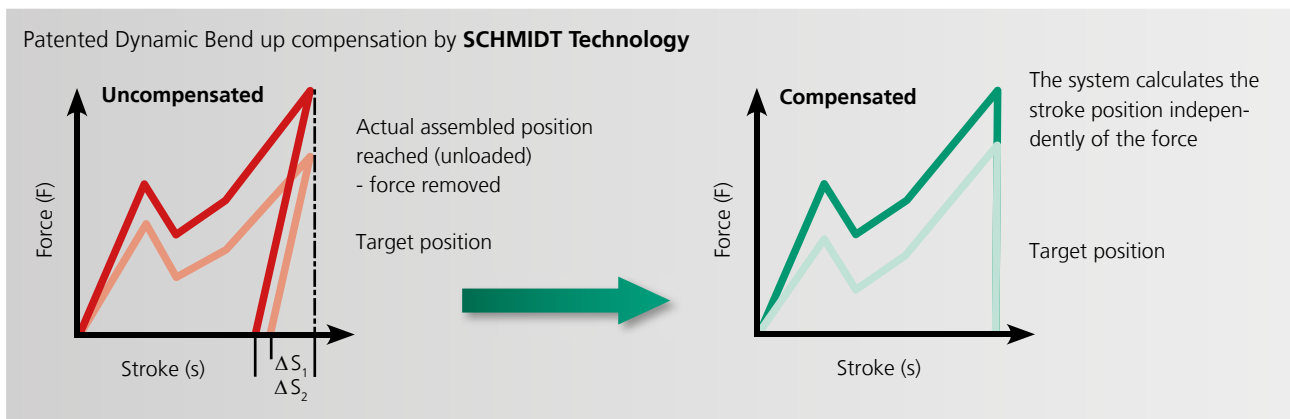 Patented Dynamic Bend up compensation by SCHMIDT Technology
Uncompensated
Force (F)
Stroke (s)
ΔS₁
ΔS₂
Actual assembled position
reached (unloaded)
- force removed
Target position
Compensated
Force (F)
Stroke (s)
The system calculates the
stroke position indepen-
dently of the force
Target position